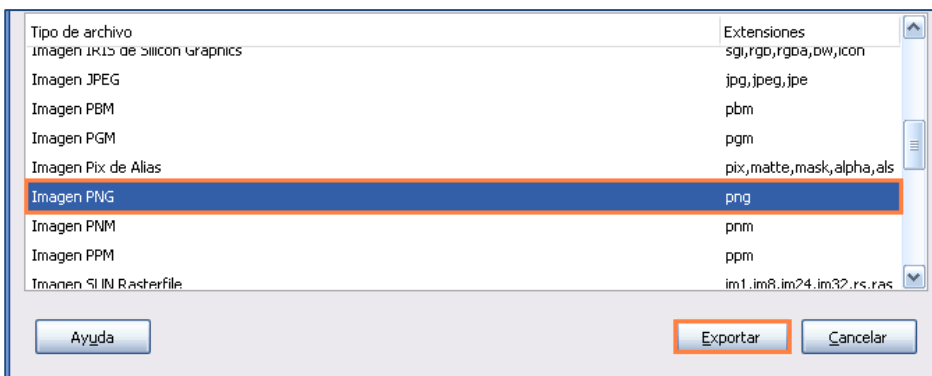 Tipo de archivo Extensiones
Imagen IRIS de Silicon Graphics sgi,rgb,rgba,bw,icon
Imagen JPEG jpg,jpeg,jpe
Imagen PBM pbm
Imagen PGM pgm
Imagen Pix de Alias pix,matte,mask,alpha,als
Imagen PNG png
Imagen PNM pnm
Imagen PPM ppm
Imagen SUN Rasterfile im1,im8,im24,im32,rs,ras
Ayuda Exportar Cancelar